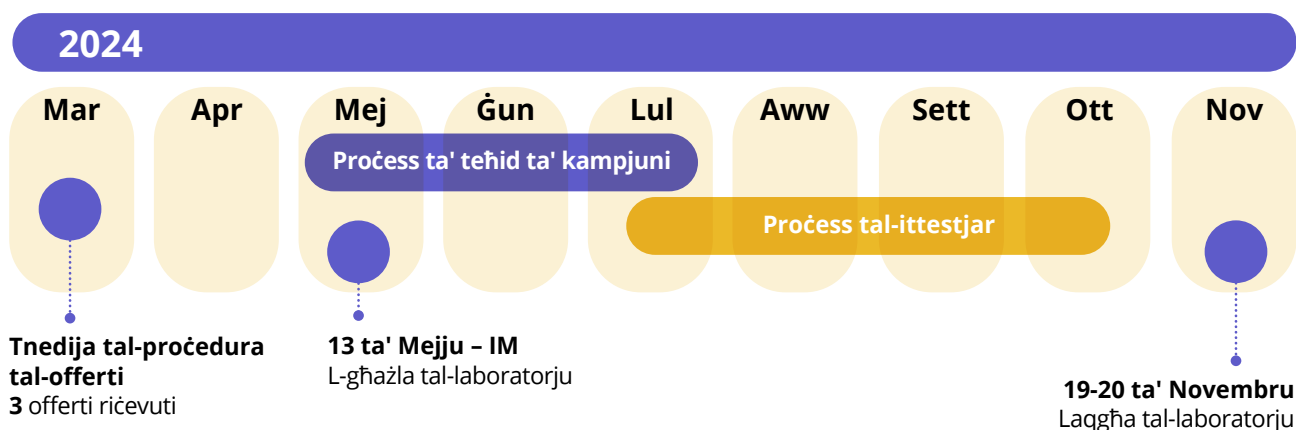 2024
Mar Apr Mej Ġun Lul Aww Sett Ott Nov
Proċess ta' teħid ta' kampjuni
Proċess tal-ittestjar
Tnedija tal-proċedura
tal-offerti
3 offerti riċevuti
13 ta' Mejju – IM
L-għażla tal-laboratorju
19-20 ta' Novembru
Laqgħa tal-laboratorju